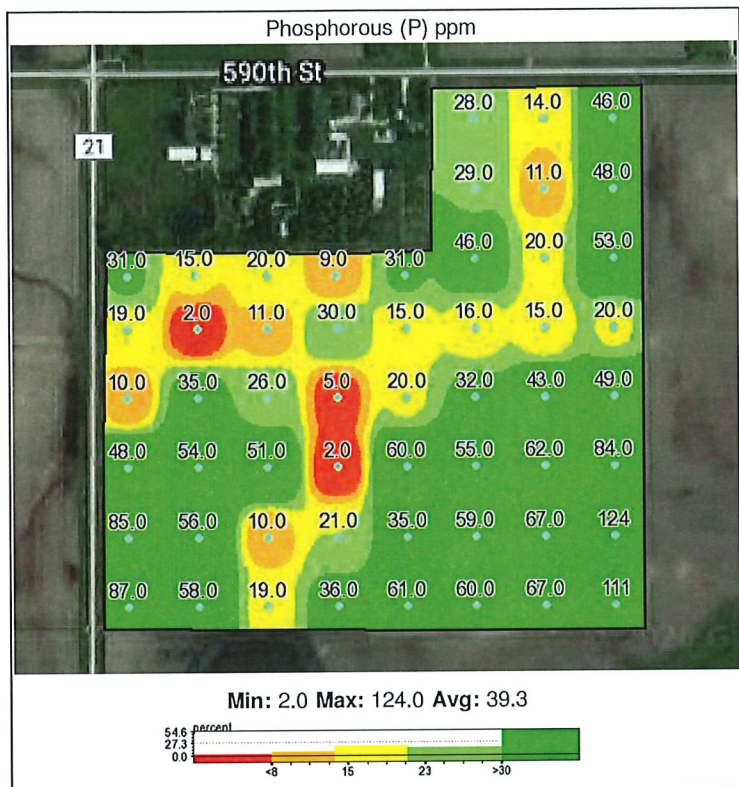 Phosphorous (P) ppm
590th St
21
28.0 14.0 46.0
29.0 11.0 48.0
46.0 20.0 53.0
31.0 15.0 20.0 9.0 31.0
19.0 2.0 11.0 30.0 15.0 16.0 15.0 20.0
10.0 35.0 26.0 5.0 20.0 32.0 43.0 49.0
48.0 54.0 51.0 2.0 60.0 55.0 62.0 84.0
85.0 56.0 10.0 21.0 35.0 59.0 67.0 124
87.0 58.0 19.0 36.0 61.0 60.0 67.0 111
Min: 2.0 Max: 124.0 Avg: 39.3
percent
54.6
27.3
0.0
<8 15 23 >30